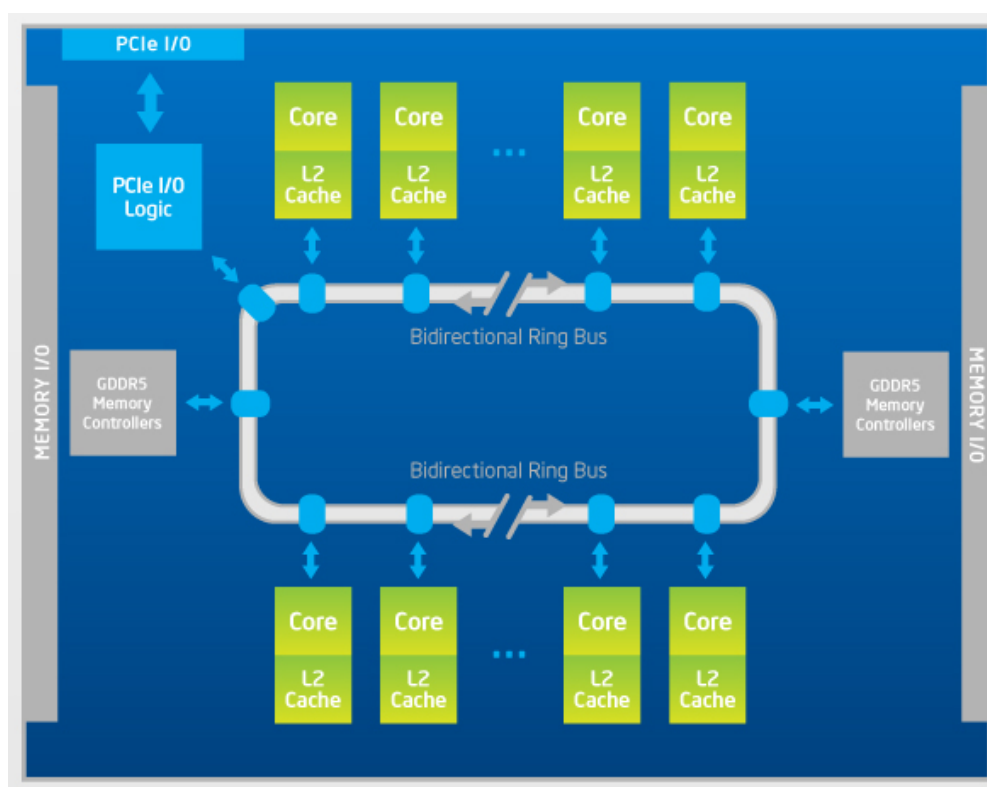 PCIe I/O
Core
L2
Cache
Core
L2
Cache
...
Core
L2
Cache
Core
L2
Cache
PCIe I/O
Logic
Bidirectional Ring Bus
MEMORY I/O
GDDR5
Memory
Controllers
GDDR5
Memory
Controllers
MEMORY I/O
Bidirectional Ring Bus
Core
L2
Cache
Core
L2
Cache
...
Core
L2
Cache
Core
L2
Cache